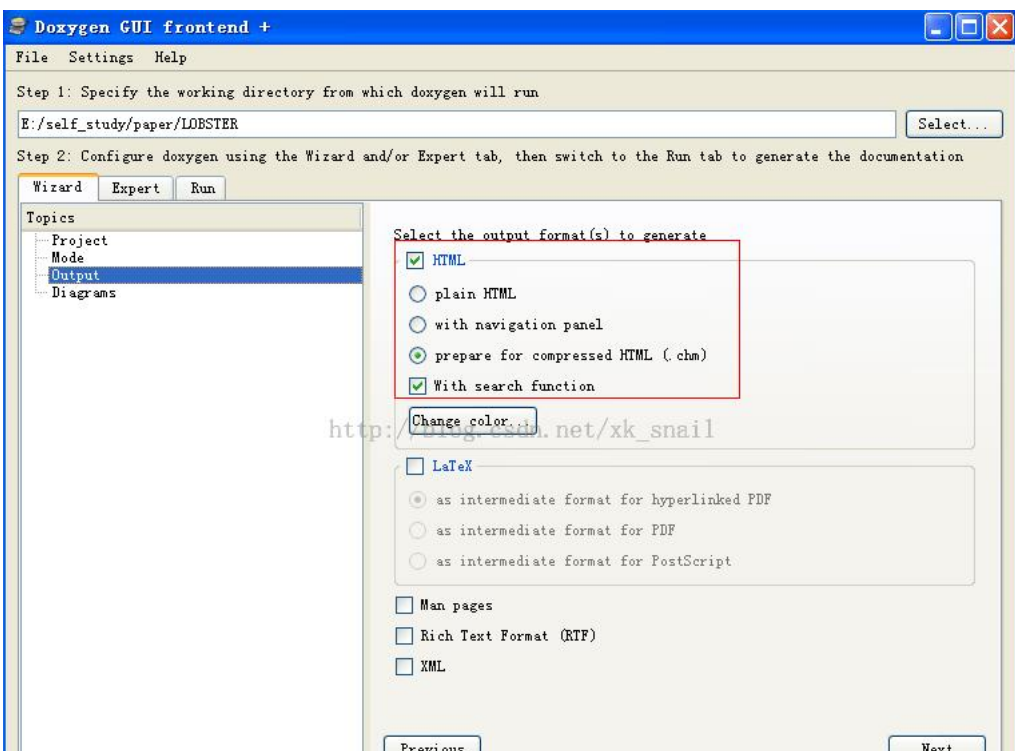 Doxygen GUI frontend +
File Settings Help
Step 1: Specify the working directory from which doxygen will run
E:/self_study/paper/LOBSTER
Select...
Step 2: Configure doxygen using the Wizard and/or Expert tab, then switch to the Run tab to generate the documentation
Wizard Expert Run
Topics
Project
Mode
Output
Diagrams
Select the output format(s) to generate
HTML
plain HTML
with navigation panel
prepare for compressed HTML (.chm)
With search function
Change color...
http://blog.csdn.net/xk_snail
LaTeX
as intermediate format for hyperlinked PDF
as intermediate format for PDF
as intermediate format for PostScript
Man pages
Rich Text Format (RTF)
XML
Previous
Next